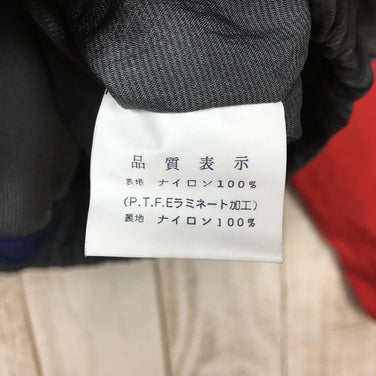 品質表示
表地 ナイロン100%
(P.T.F.Eラミネート加工)
裏地 ナイロン100%